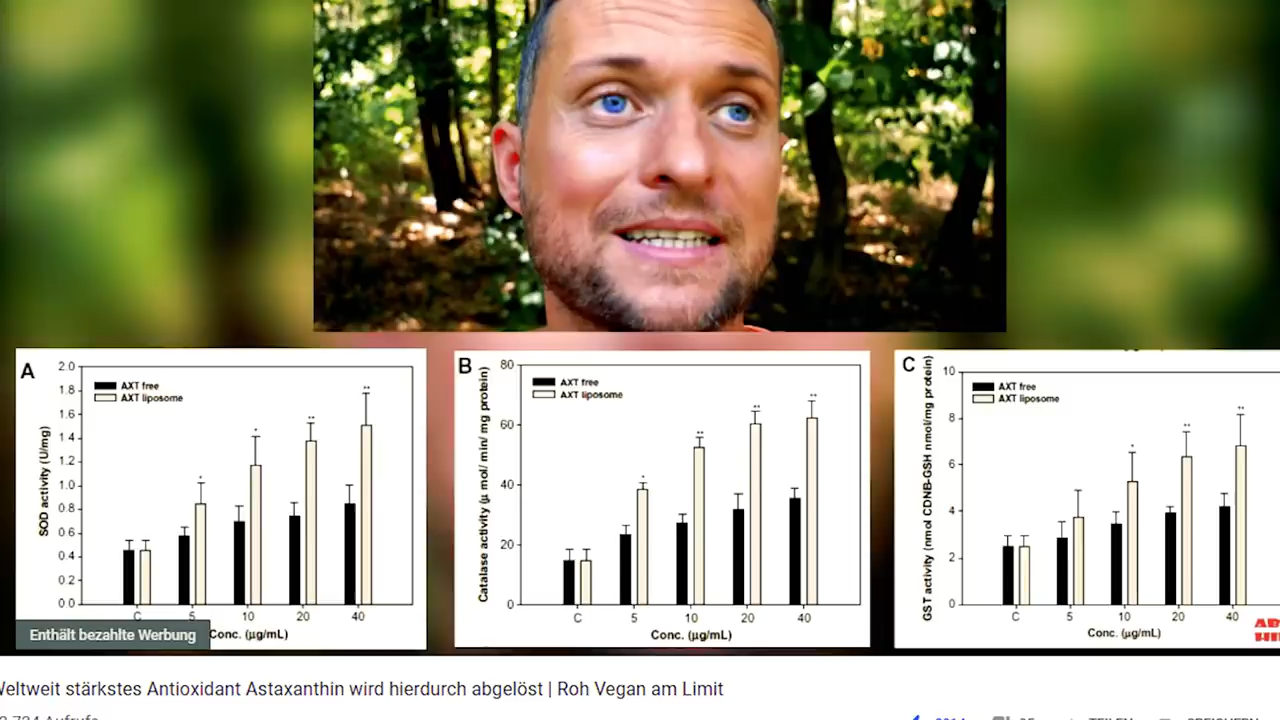 A
2.0
1.8
1.6
1.4
1.2
1.0
0.8
0.6
0.4
0.2
0.0
SOD activity (U/mg)
AXT free
AXT liposome
*
*
**
**
C 5 10 20 40
Conc. (µg/mL)
B
80
60
40
20
0
Catalase activity (µ mol/ min/ mg protein)
AXT free
AXT liposome
*
**
**
**
C 5 10 20 40
Conc. (µg/mL)
C
10
8
6
4
2
0
GST activity (nmol CDNB-GSH nmol/mg protein)
AXT free
AXT liposome
*
**
**
C 5 10 20 40
Conc. (µg/mL)
Enthält bezahlte Werbung
Weltweit stärkstes Antioxidant Astaxanthin wird hierdurch abgelöst | Roh Vegan am Limit